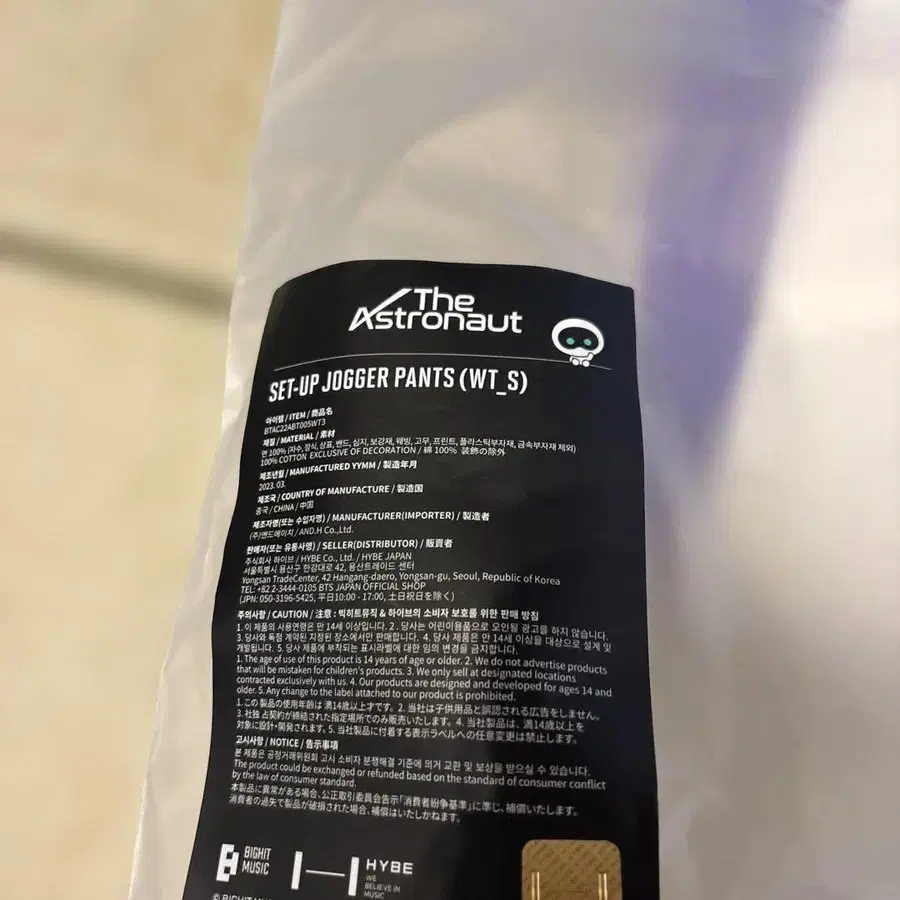 The
Astronaut
SET-UP JOGGER PANTS (WT_S)
아이템 / ITEM / 商品名
BTAC22ABT005WT3
재질 / MATERIAL / 素材
면 100% (자수, 장식, 상표, 밴드, 심지, 보강재, 웨빙, 고무, 프린트, 플라스틱부자재, 금속부자재 제외)
100% COTTON EXCLUSIVE OF DECORATION / 綿 100% 装飾の除外
제조년월 / MANUFACTURED YYMM / 製造年月
2023. 03.
제조국 / COUNTRY OF MANUFACTURE / 製造国
중국 / CHINA / 中国
제조자명(또는 수입자명) / MANUFACTURER(IMPORTER) / 製造者
(주)앤드에이치 / AND.H Co.,Ltd.
판매자(또는 유통사명) / SELLER(DISTRIBUTOR) / 販賣者
주식회사 하이브 / HYBE Co., Ltd. / HYBE JAPAN
서울특별시 용산구 한강대로 42, 용산트레이드 센터
Yongsan TradeCenter, 42 Hangang-daero, Yongsan-gu, Seoul, Republic of Korea
TEL: +82 2-3444-0105 BTS JAPAN OFFICIAL SHOP
(JPN: 050-3196-5425, 平日10:00 - 17:00, 土日祝日を除く)
주의사항 / CAUTION / 注意 : 빅히트뮤직 & 하이브의 소비자 보호를 위한 판매 방침
1. 이 제품의 사용연령은 만 14세 이상입니다. 2 . 당사는 어린이용품으로 오인될 광고를 하지 않습니다.
3. 당사와 독점 계약된 지정된 장소에서만 판매합니다. 4. 당사 제품은 만 14세 이상을 대상으로 설계 및
개발됩니다. 5. 당사 제품에 부착되는 표시라벨에 대한 임의 변경을 금지합니다.
1. The age of use of this product is 14 years of age or older. 2. We do not advertise products
that will be mistaken for children's products. 3. We only sell at designated locations
contracted exclusively with us. 4. Our products are designed and developed for ages 14 and
older. 5. Any change to the label attached to our product is prohibited.
1. この製品の使用年齢は 満14歳以上才です。 2. 当社は子供用品と誤認される広告をしません。
3. 社独 占契約が締結された指定場所でのみ販売いたします。 4. 当社製品は、満14歳以上を
対象に設計・開発されます。 5. 当社製品に付着する表示ラベルへの任意変更は禁止します。
고시사항 / NOTICE / 告示事項
본 제품은 공정거래위원회 고시 소비자 분쟁해결 기준에 의거 교환 및 보상을 받으실 수 있습니다.
The product could be exchanged or refunded based on the standard of consumer conflict
by the law of consumer standard.
本製品に異常がある場合、公正取引委員会告示「消費者紛争基準」に準じ、補償いたします。
消費者の過失で製品が破損された場合、補償はいたしかねます。
BIGHIT
MUSIC
HYBE
WE
BELIEVE IN
MUSIC